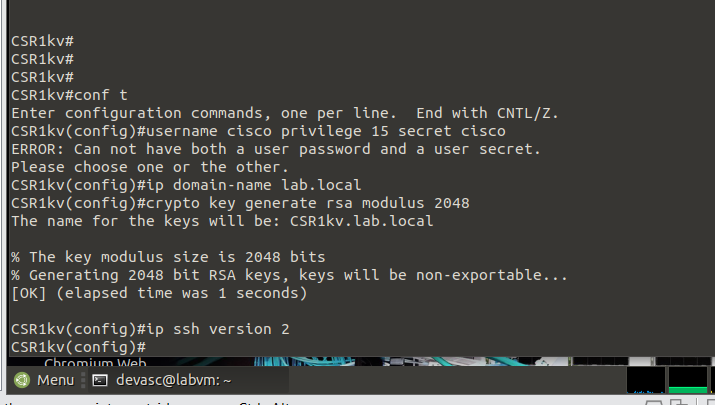 CSR1kv#
CSR1kv#
CSR1kv#
CSR1kv#conf t
Enter configuration commands, one per line.  End with CNTL/Z.
CSR1kv(config)#username cisco privilege 15 secret cisco
ERROR: Can not have both a user password and a user secret.
Please choose one or the other.
CSR1kv(config)#ip domain-name lab.local
CSR1kv(config)#crypto key generate rsa modulus 2048
The name for the keys will be: CSR1kv.lab.local
% The key modulus size is 2048 bits
% Generating 2048 bit RSA keys, keys will be non-exportable...
[OK] (elapsed time was 1 seconds)
CSR1kv(config)#ip ssh version 2
CSR1kv(config)#
Chromium Web
Menu devasc@labvm: ~